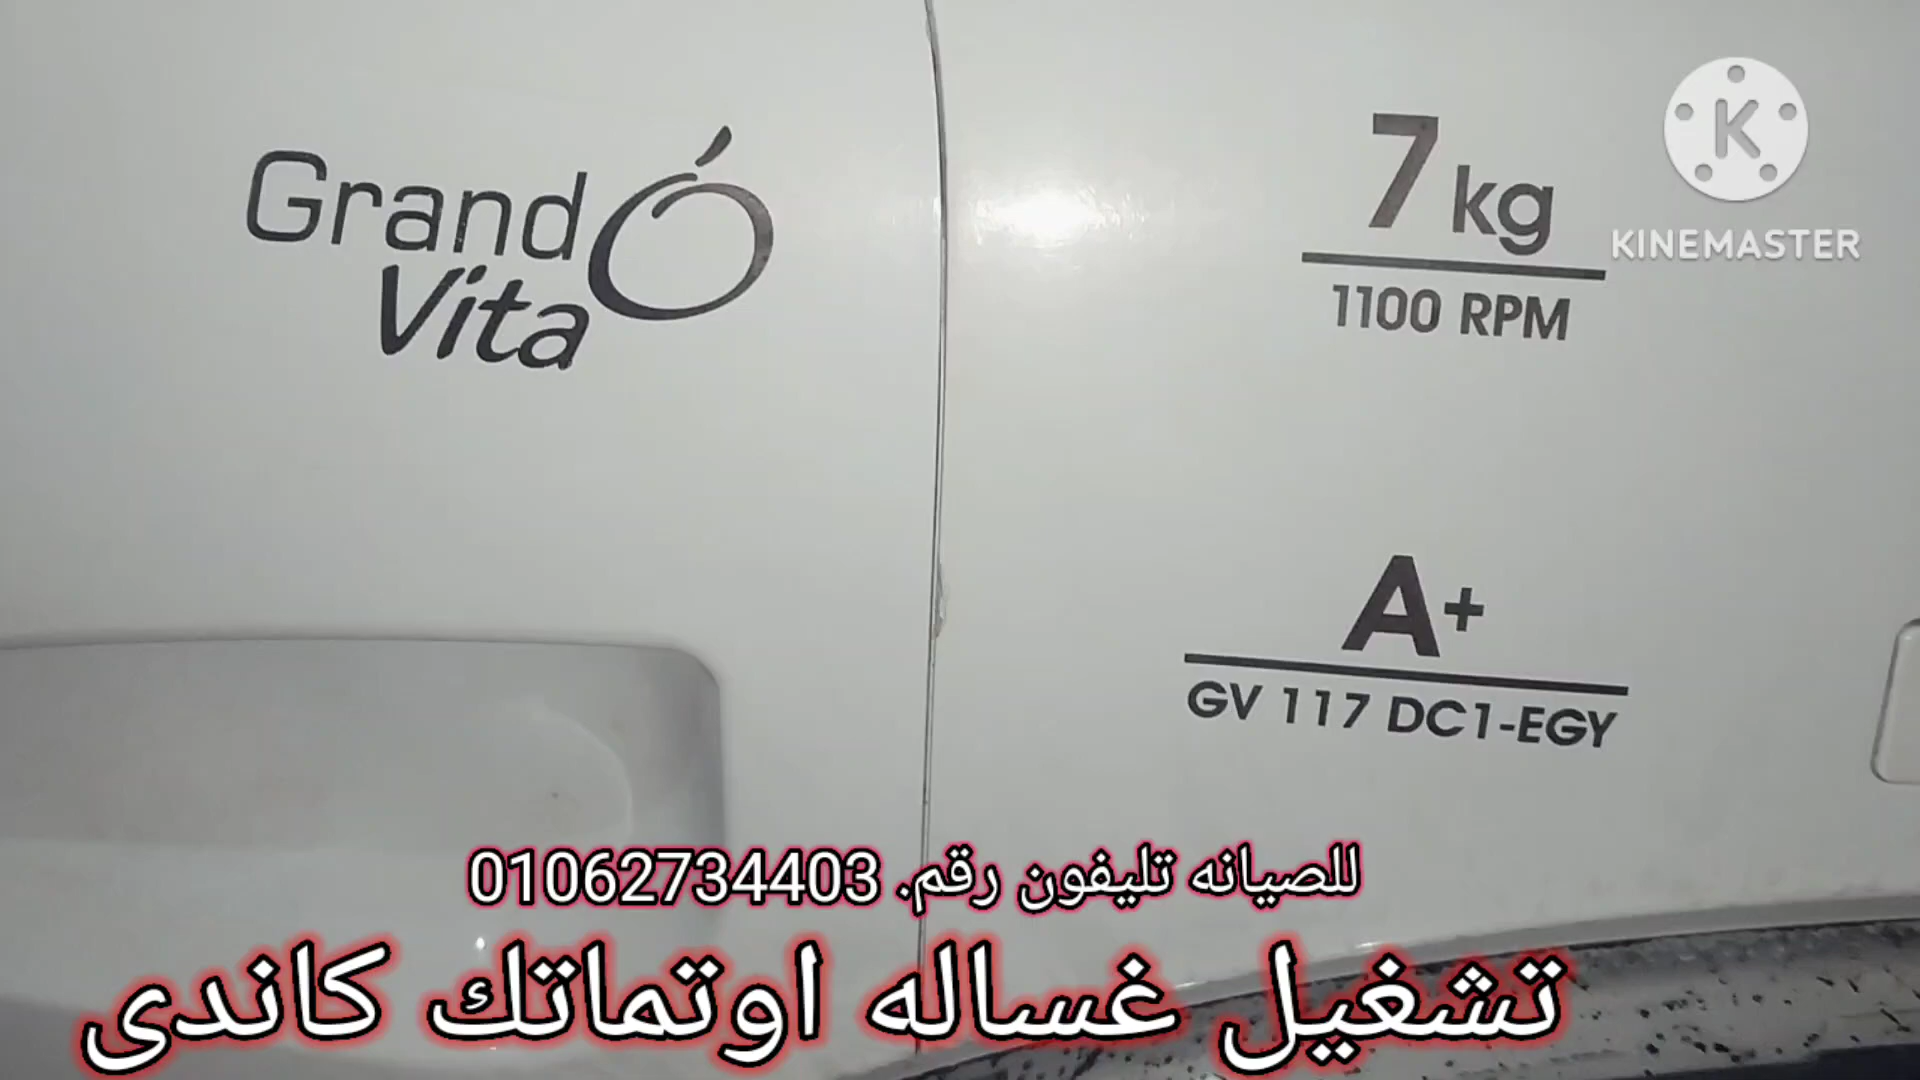 Grand
Vita
7 kg
1100 RPM
KINEMASTER
A+
GV 117 DC1-EGY
للصيانه تليفون رقم. 01062734403
تشغيل غساله اوتماتك كاندى